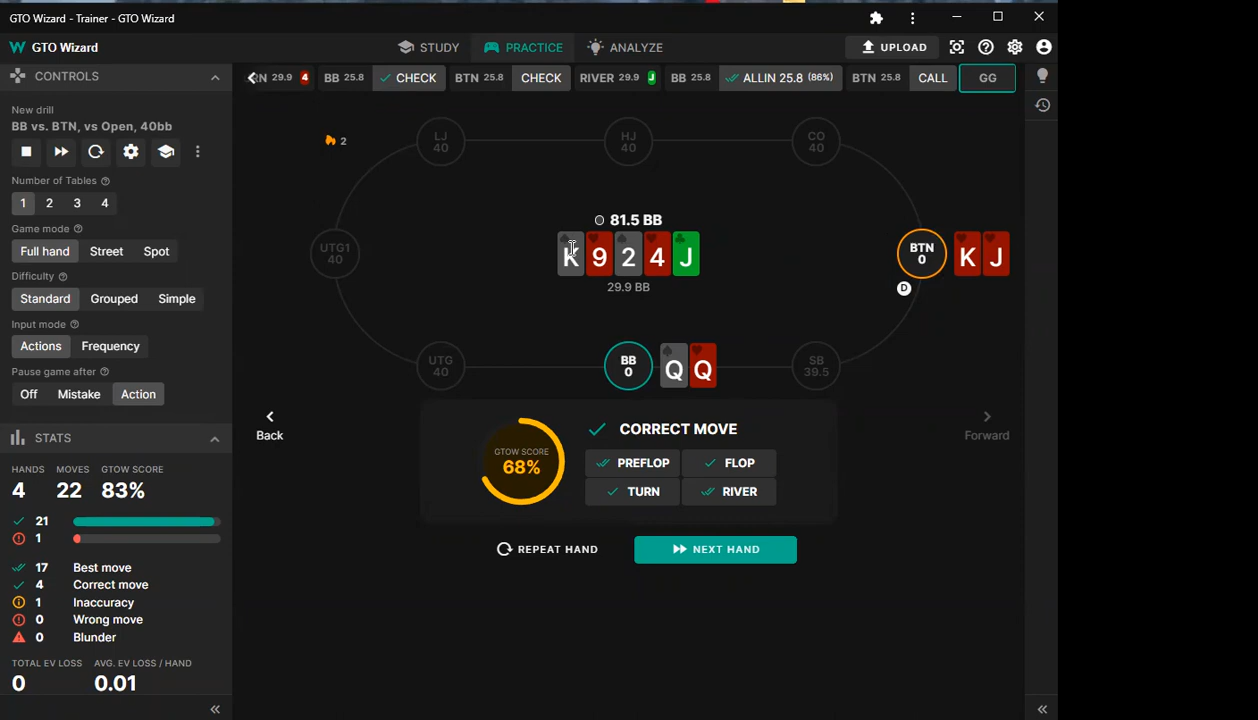 GTO Wizard - Trainer - GTO Wizard
GTO Wizard
STUDY
PRACTICE
ANALYZE
UPLOAD
CONTROLS
RN 29.9 4 BB 25.8 CHECK BTN 25.8 CHECK RIVER 29.9 J BB 25.8 ALLIN 25.8 (86%) BTN 25.8 CALL GG
New drill
BB vs. BTN, vs Open, 40bb
Number of Tables
1 2 3 4
Game mode
Full hand Street Spot
Difficulty
Standard Grouped Simple
Input mode
Actions Frequency
Pause game after
Off Mistake Action
STATS
HANDS MOVES GTOW SCORE
4 22 83%
21
1
17 Best move
4 Correct move
1 Inaccuracy
0 Wrong move
0 Blunder
TOTAL EV LOSS AVG. EV LOSS / HAND
0 0.01
2
LJ
40
HJ
40
CO
40
UTG1
40
81.5 BB
K 9 2 4 J
29.9 BB
BTN
0
K J
D
UTG
40
BB
0
Q Q
SB
39.5
Back
Forward
GTOW SCORE
68%
CORRECT MOVE
PREFLOP FLOP
TURN RIVER
REPEAT HAND
NEXT HAND